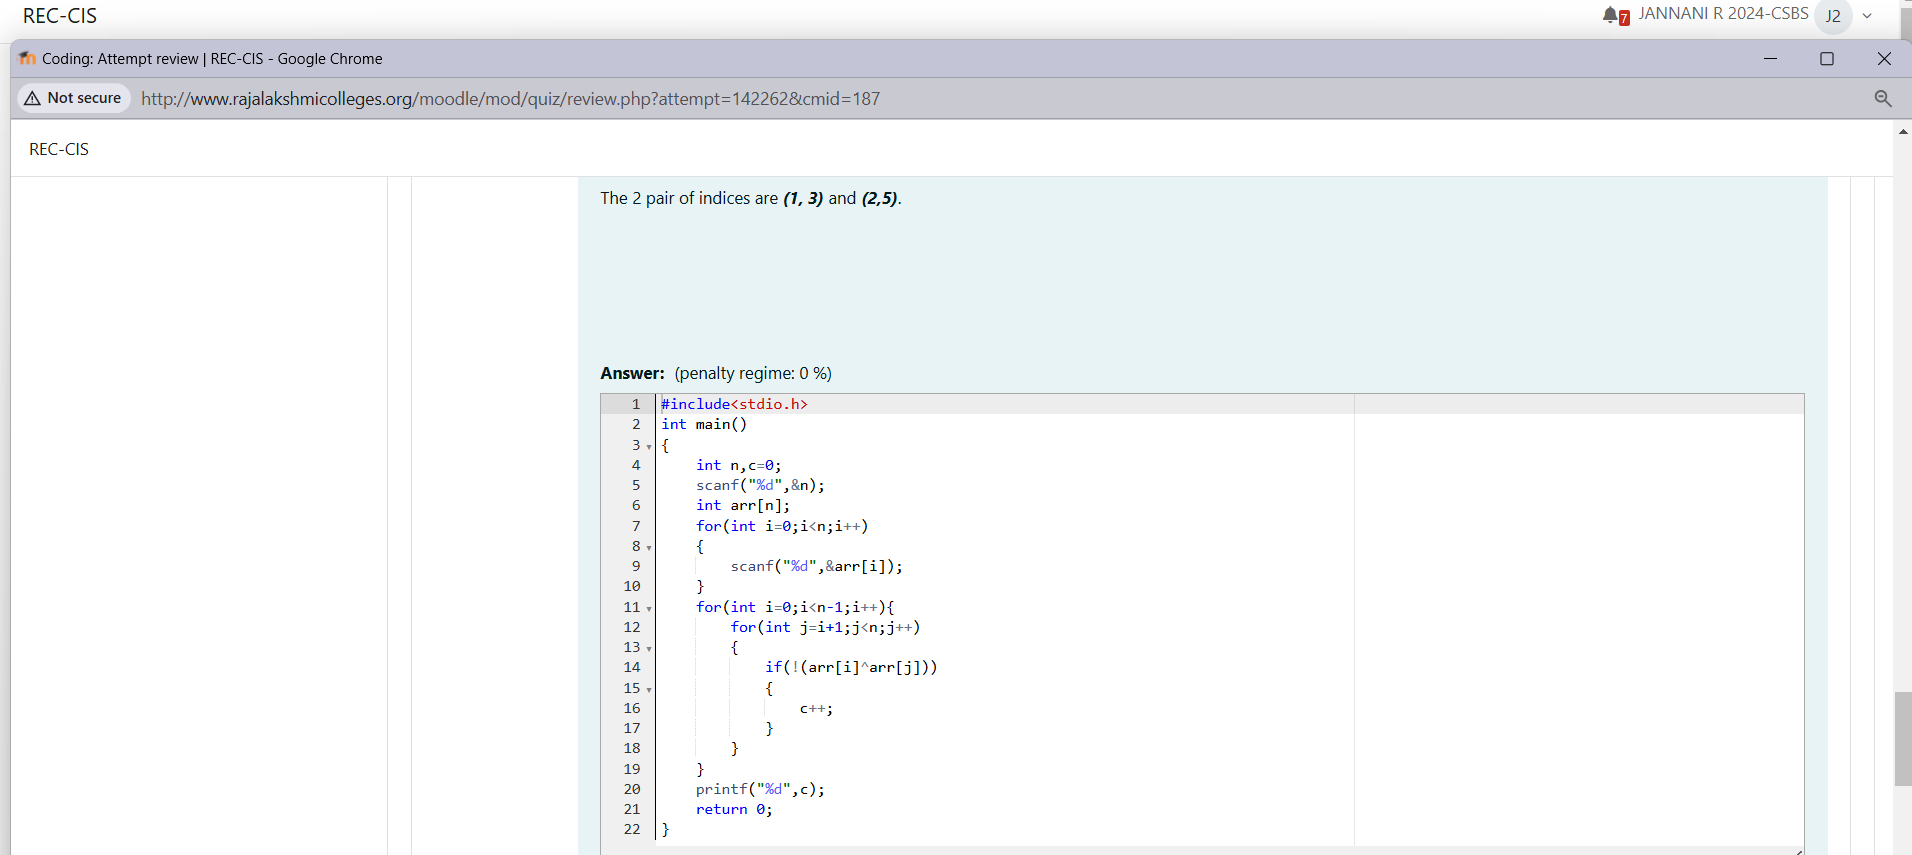 REC-CIS
7 JANNANI R 2024-CSBS J2
Coding: Attempt review | REC-CIS - Google Chrome
Not secure http://www.rajalakshmicolleges.org/moodle/mod/quiz/review.php?attempt=142262&cmid=187
REC-CIS
The 2 pair of indices are (1, 3) and (2,5).
Answer: (penalty regime: 0 %)
1 #include<stdio.h>
2 int main()
3 {
4     int n,c=0;
5     scanf("%d",&n);
6     int arr[n];
7     for(int i=0;i<n;i++)
8     {
9         scanf("%d",&arr[i]);
10     }
11     for(int i=0;i<n-1;i++){
12         for(int j=i+1;j<n;j++)
13         {
14             if(!(arr[i]^arr[j]))
15             {
16                 c++;
17             }
18         }
19     }
20     printf("%d",c);
21     return 0;
22 }